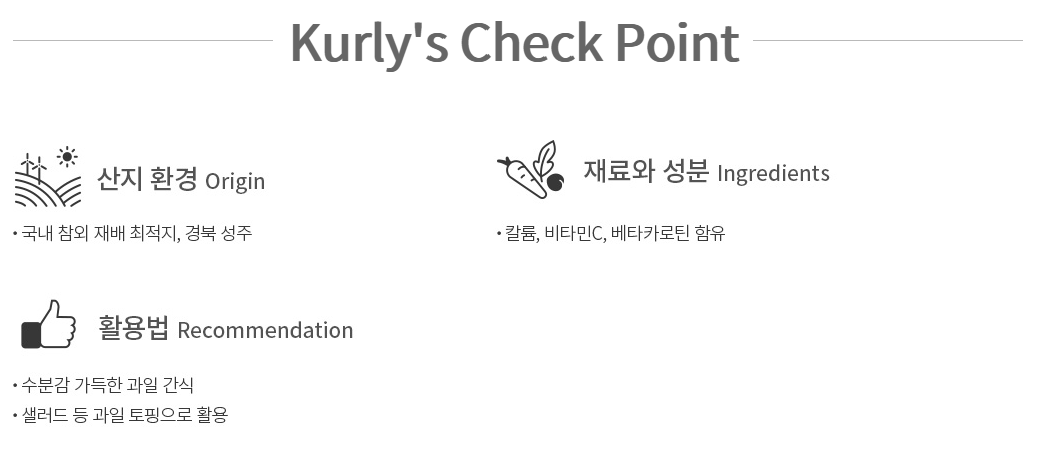 Kurly's Check Point
산지 환경 Origin
• 국내 참외 재배 최적지, 경북 성주
재료와 성분 Ingredients
• 칼륨, 비타민C, 베타카로틴 함유
활용법 Recommendation
• 수분감 가득한 과일 간식
• 샐러드 등 과일 토핑으로 활용